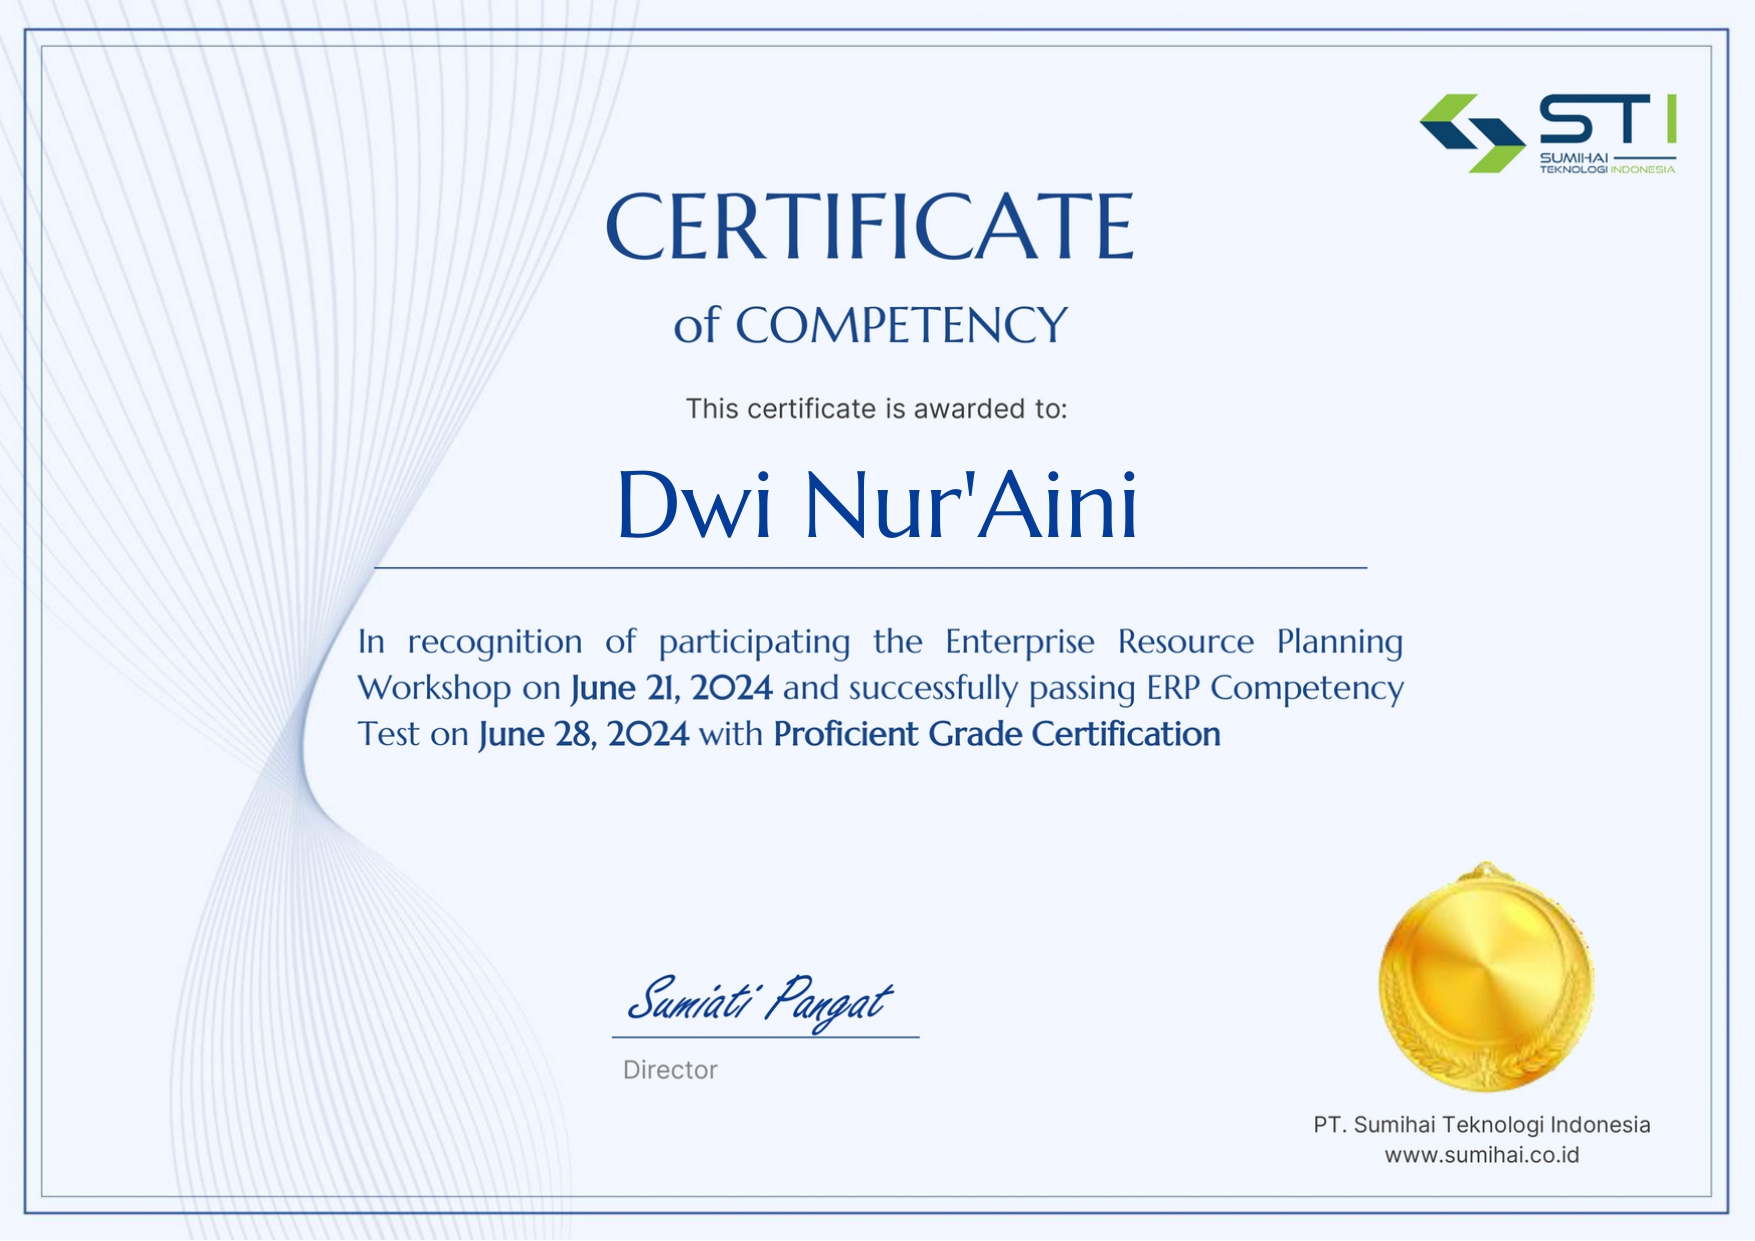 STI
SUMIHAI
TEKNOLOGI INDONESIA
CERTIFICATE
of COMPETENCY
This certificate is awarded to:
Dwi Nur'Aini
In recognition of participating the Enterprise Resource Planning
Workshop on June 21, 2024 and successfully passing ERP Competency
Test on June 28, 2024 with Proficient Grade Certification
Sumiati Pangat
Director
PT. Sumihai Teknologi Indonesia
www.sumihai.co.id